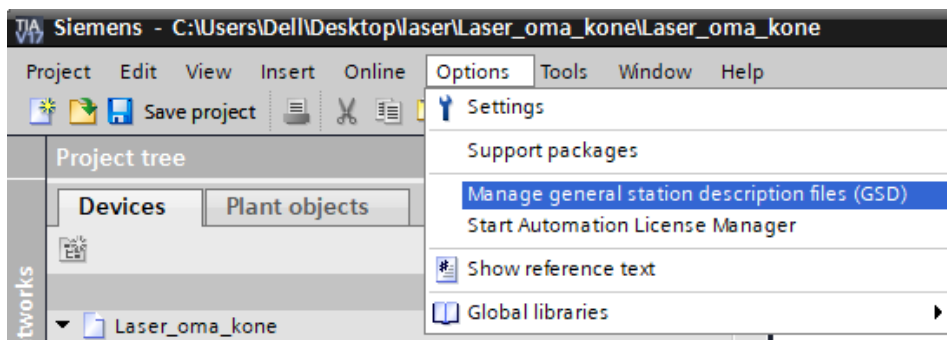 TIA V17 Siemens - C:\Users\Dell\Desktop\laser\Laser_oma_kone\Laser_oma_kone
Project Edit View Insert Online Options Tools Window Help
Save project
Settings
Support packages
Manage general station description files (GSD)
Start Automation License Manager
Show reference text
Global libraries
Project tree
Devices Plant objects
Laser_oma_kone
tworks